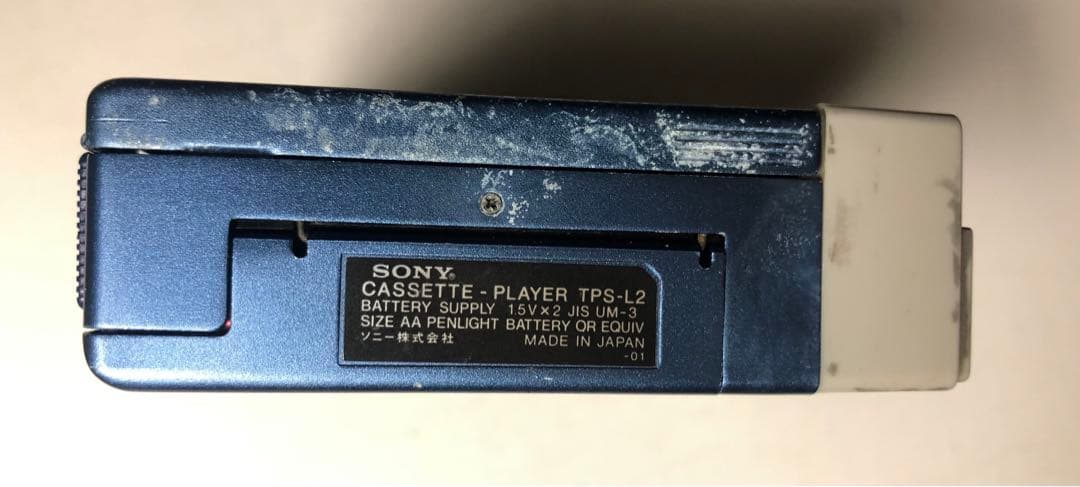 SONY®
CASSETTE - PLAYER TPS-L2
BATTERY SUPPLY 1.5V×2 JIS UM-3
SIZE AA PENLIGHT BATTERY OR EQUIV
ソニー株式会社 MADE IN JAPAN
-01